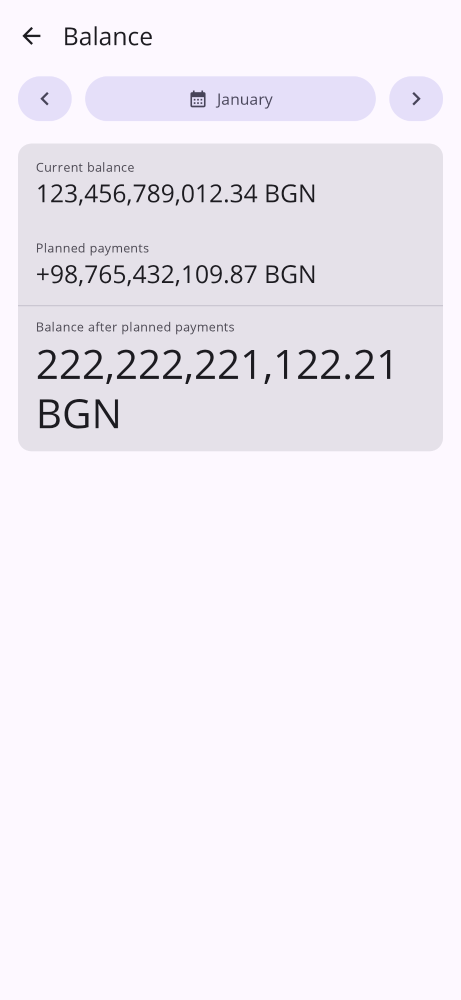 Balance
January
Current balance
123,456,789,012.34 BGN
Planned payments
+98,765,432,109.87 BGN
Balance after planned payments
222,222,221,122.21
BGN